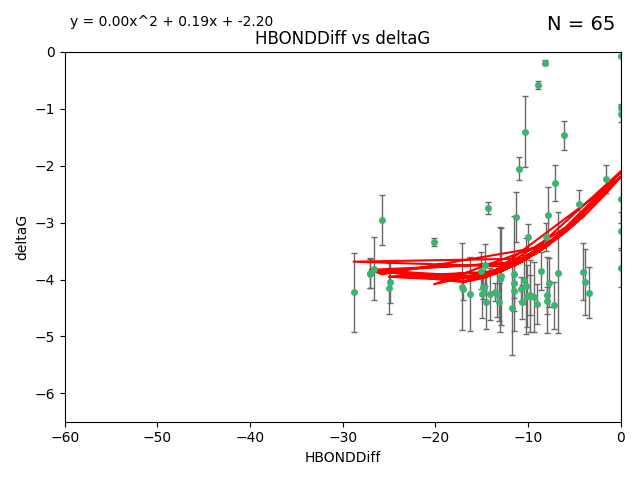 y = 0.00x^2 + 0.19x + -2.20
N = 65
HBONDDiff vs deltaG
0
−1
−2
−3
−4
−5
−6
deltaG
−60
−50
−40
−30
−20
−10
0
HBONDDiff